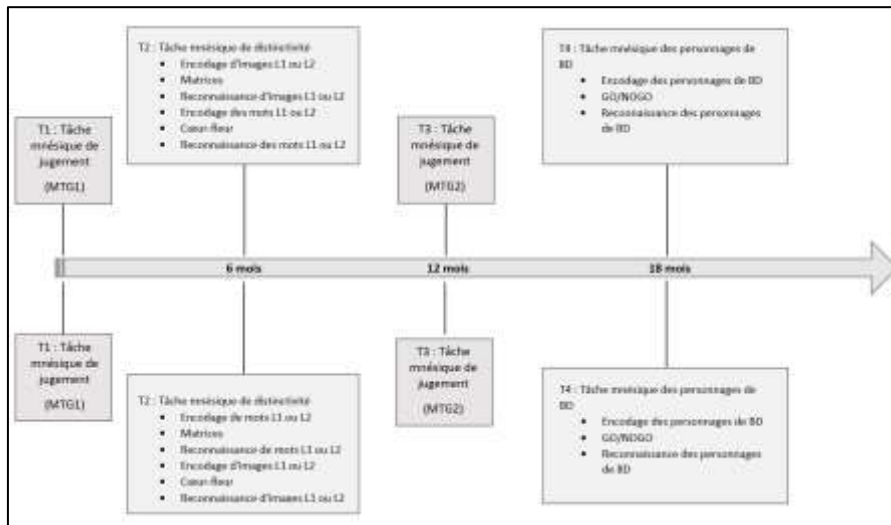 T2 : Tâche mnésique de distinctivité
• Encodage d'images L1 ou L2
• Matrices
• Reconnaissance d'images L1 ou L2
• Encodage des mots L1 ou L2
• Cœur-fleur
• Reconnaissance des mots L1 ou L2
T4 : Tâche mnésique des personnages de
BD
• Encodage des personnages de BD
• GO/NOGO
• Reconnaissance des personnages
de BD
T1 : Tâche
mnésique de
jugement
(MTG1)
T3 : Tâche
mnésique de
jugement
(MTG2)
6 mois
12 mois
18 mois
T1 : Tâche
mnésique de
jugement
(MTG1)
T2 : Tâche mnésique de distinctivité
• Encodage de mots L1 ou L2
• Matrices
• Reconnaissance de mots L1 ou L2
• Encodage d'images L1 ou L2
• Cœur-fleur
• Reconnaissance d'images L1 ou L2
T3 : Tâche
mnésique de
jugement
(MTG2)
T4 : Tâche mnésique des personnages de
BD
• Encodage des personnages de BD
• GO/NOGO
• Reconnaissance des personnages
de BD